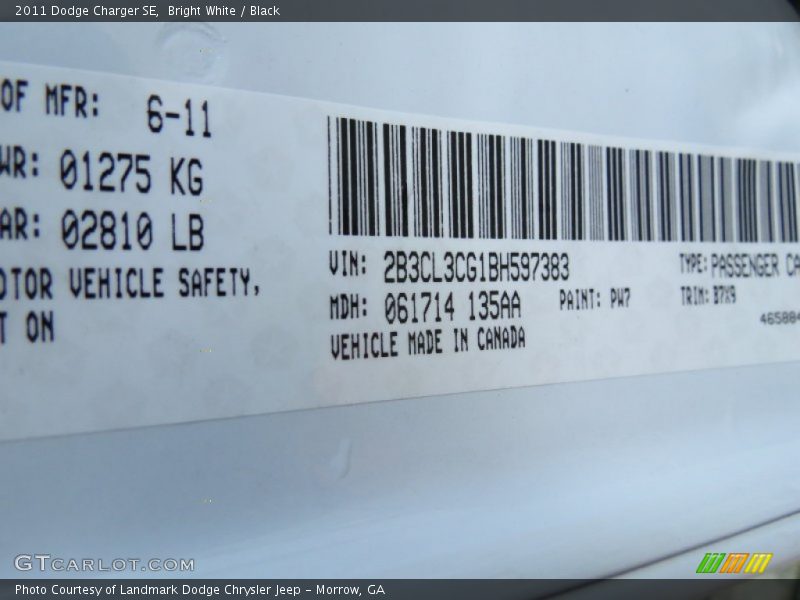 2011 Dodge Charger SE, Bright White / Black
OF MFR: 6-11
WR: 01275 KG
AR: 02810 LB
OTOR VEHICLE SAFETY,
T ON
VIN: 2B3CL3CG1BH597383
TYPE: PASSENGER CA
MDH: 061714 135AA
PAINT: PW7
TRIM: B7X9
VEHICLE MADE IN CANADA
46588
GTCARLOT.COM
Photo Courtesy of Landmark Dodge Chrysler Jeep – Morrow, GA